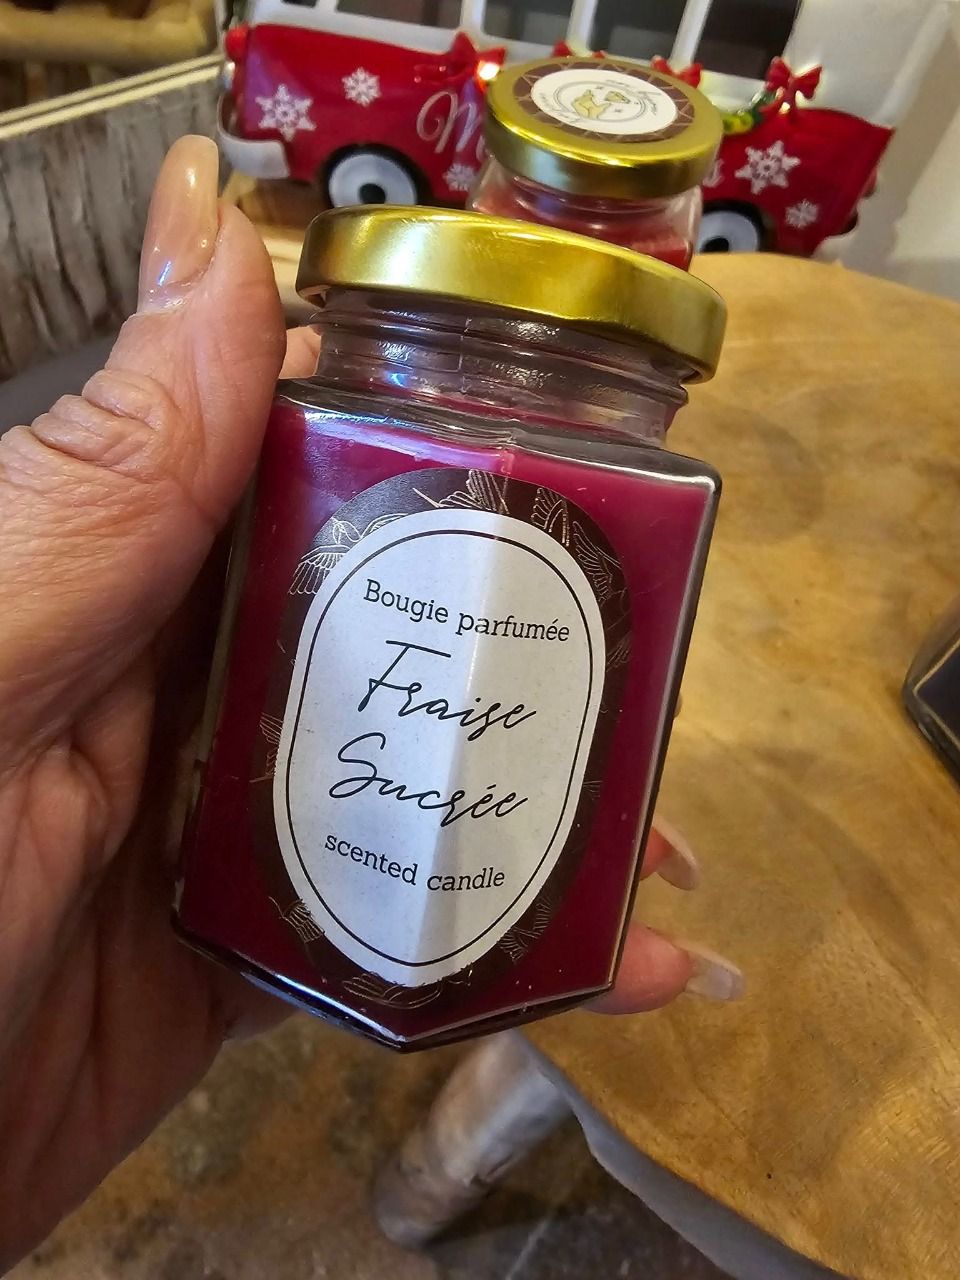 Bougie parfumée
Fraise
Sucrée
scented candle